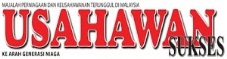 MAJALAH PERNIAGAAN DAN KEUSAHAWANAN TERUNGGUL DI MALAYSIA
USAHAWAN
SUKSES
KE ARAH GENERASI NIAGA